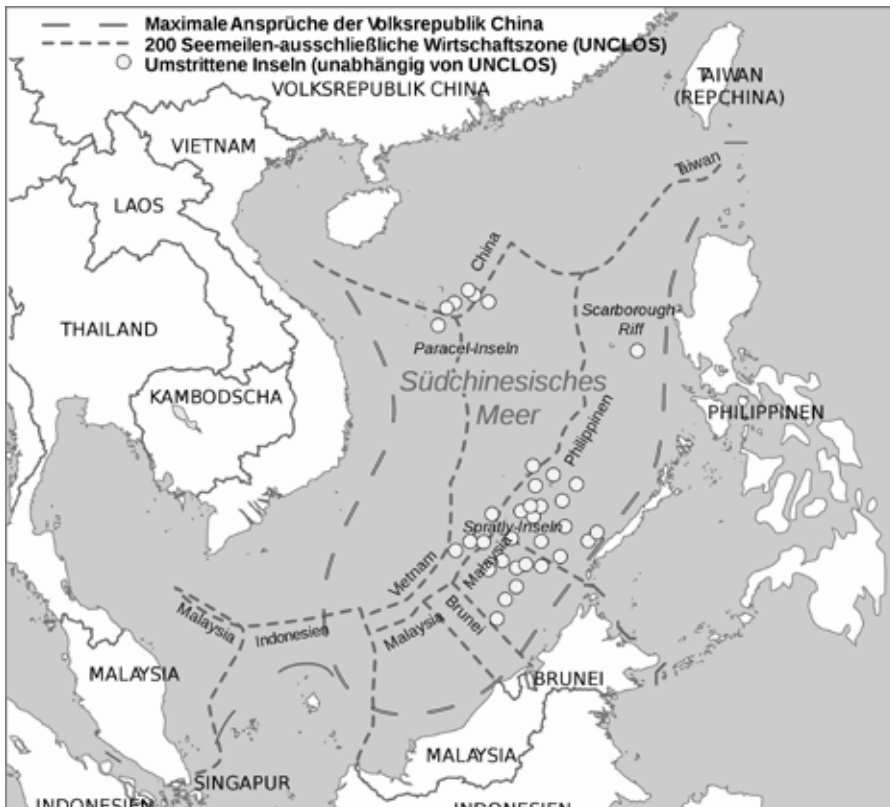 Maximale Ansprüche der Volksrepublik China
200 Seemeilen-ausschließliche Wirtschaftszone (UNCLOS)
Umstrittene Inseln (unabhängig von UNCLOS)
VOLKSREPUBLIK CHINA
TAIWAN
(REPCHINA)
VIETNAM
Taiwan
LAOS
China
THAILAND
Scarborough-
Riff
Paracel-Inseln
Südchinesisches
Meer
KAMBODSCHA
PHILIPPINEN
Philippinen
Spratly-Inseln
Malaysia
Vietnam
Malaysia
Indonesien
Malaysia
Brunei
MALAYSIA
BRUNEI
MALAYSIA
SINGAPUR
INDONESIEN
INDONESIEN